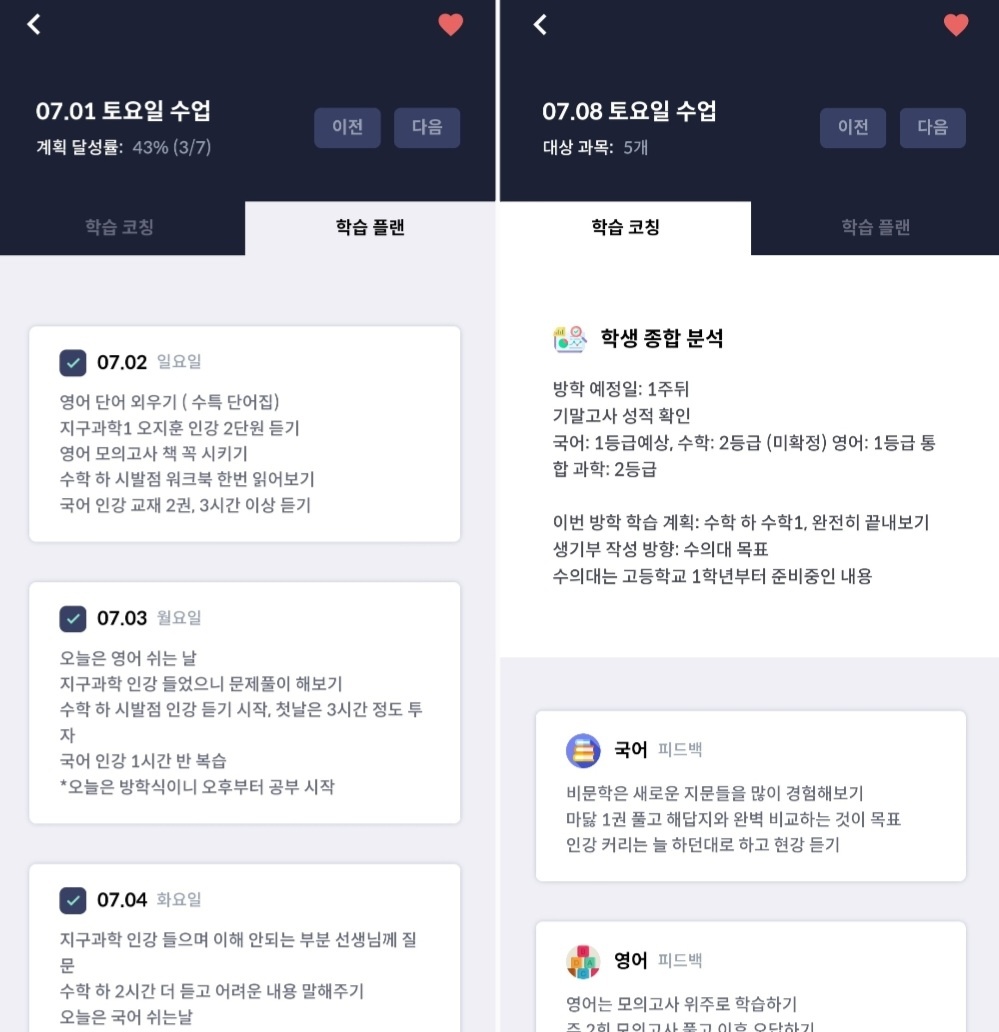 07.01 토요일 수업
계획 달성률: 43% (3/7)
이전
다음
학습 코칭
학습 플랜
07.02 일요일
영어 단어 외우기 ( 수특 단어집)
지구과학1 오지훈 인강 2단원 듣기
영어 모의고사 책 꼭 시키기
수학 하 시발점 워크북 한번 읽어보기
국어 인강 교재 2권, 3시간 이상 듣기
07.03 월요일
오늘은 영어 쉬는 날
지구과학 인강 들었으니 문제풀이 해보기
수학 하 시발점 인강 듣기 시작, 첫날은 3시간 정도 투
자
국어 인강 1시간 반 복습
*오늘은 방학식이니 오후부터 공부 시작
07.04 화요일
지구과학 인강 들으며 이해 안되는 부분 선생님께 질
문
수학 하 2시간 더 듣고 어려운 내용 말해주기
오늘은 국어 쉬는날
07.08 토요일 수업
대상 과목: 5개
이전
다음
학습 코칭
학습 플랜
학생 종합 분석
방학 예정일: 1주뒤
기말고사 성적 확인
국어: 1등급예상, 수학: 2등급 (미확정) 영어: 1등급 통
합 과학: 2등급
이번 방학 학습 계획: 수학 하 수학1, 완전히 끝내보기
생기부 작성 방향: 수의대 목표
수의대는 고등학교 1학년부터 준비중인 내용
국어 피드백
비문학은 새로운 지문들을 많이 경험해보기
마닳 1권 풀고 해답지와 완벽 비교하는 것이 목표
인강 커리는 늘 하던대로 하고 현강 듣기
영어 피드백
영어는 모의고사 위주로 학습하기
주 2회 모의고사 풀고 이후 오답하기